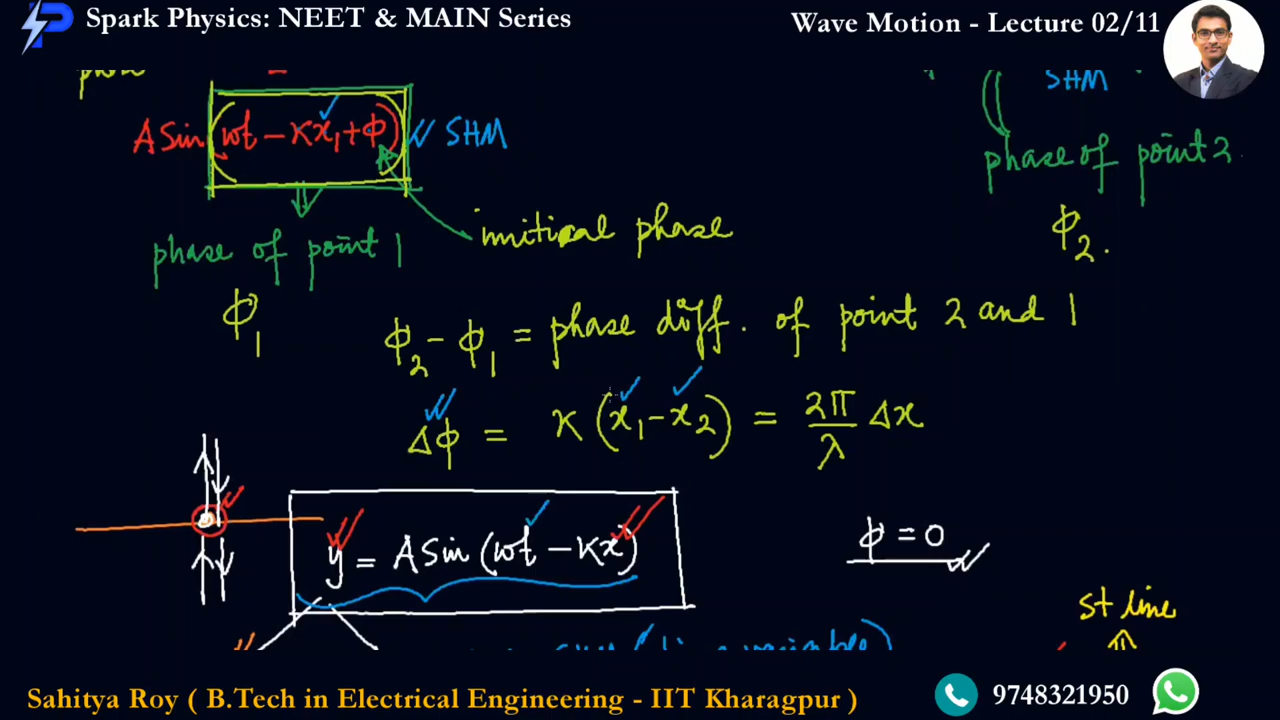 Spark Physics: NEET & MAIN Series
Wave Motion - Lecture 02/11
SHM
A Sin (ωt - Kx₁ + ϕ) SHM
phase of point 2.
initical phase
phase of point 1
ϕ₂.
ϕ₁
ϕ₂ - ϕ₁ = phase diff. of point 2 and 1
Δϕ = K (x₁ - x₂) = 2π/λ Δx
y = A Sin (ωt - Kx)
ϕ = 0
st line
Sahitya Roy ( B.Tech in Electrical Engineering - IIT Kharagpur )
9748321950